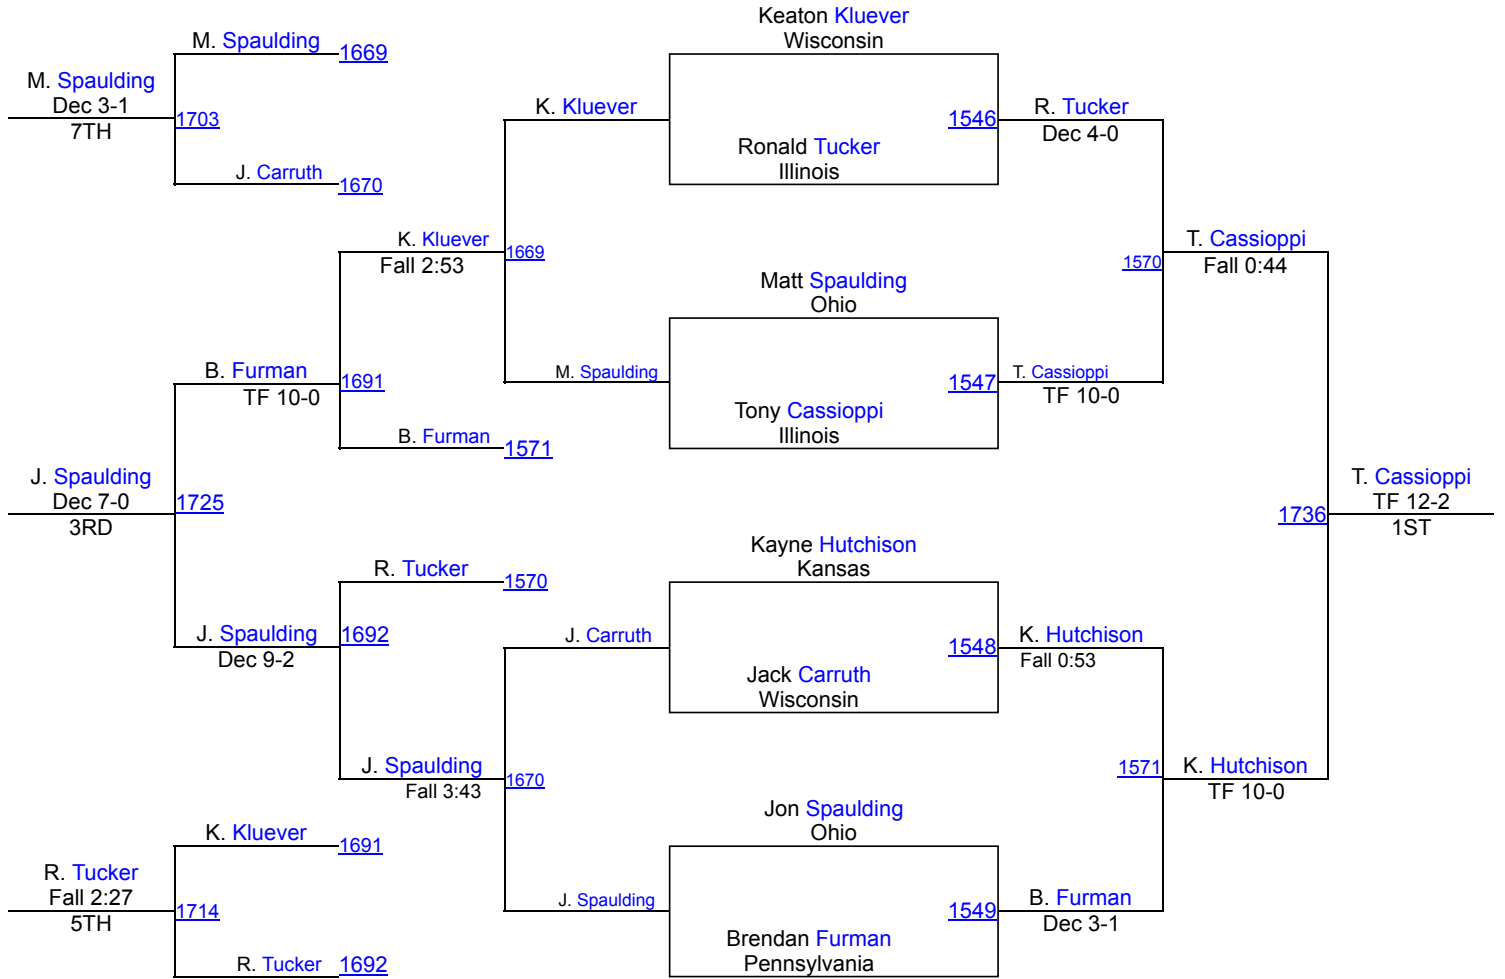 Keaton Kluever
Wisconsin
M. Spaulding
1669
M. Spaulding
Dec 3-1
7TH
1703
K. Kluever
1546
R. Tucker
Dec 4-0
Ronald Tucker
Illinois
J. Carruth
1670
K. Kluever
Fall 2:53
1669
1570
T. Cassioppi
Fall 0:44
Matt Spaulding
Ohio
B. Furman
TF 10-0
1691
M. Spaulding
1547
T. Cassioppi
TF 10-0
Tony Cassioppi
Illinois
B. Furman
1571
J. Spaulding
Dec 7-0
3RD
1725
1736
T. Cassioppi
TF 12-2
1ST
Kayne Hutchison
Kansas
R. Tucker
1570
J. Spaulding
Dec 9-2
1692
J. Carruth
1548
K. Hutchison
Fall 0:53
Jack Carruth
Wisconsin
J. Spaulding
Fall 3:43
1670
1571
K. Hutchison
TF 10-0
Jon Spaulding
Ohio
K. Kluever
1691
R. Tucker
Fall 2:27
5TH
1714
J. Spaulding
1549
B. Furman
Dec 3-1
Brendan Furman
Pennsylvania
R. Tucker
1692